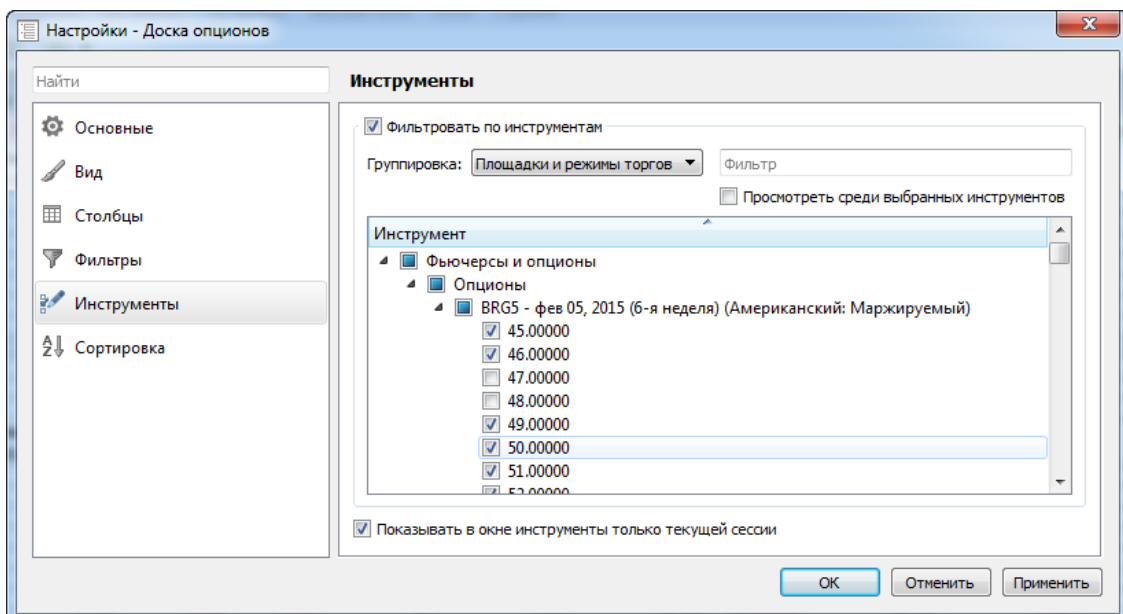 Настройки - Доска опционов
Найти
Основные
Вид
Столбцы
Фильтры
Инструменты
Сортировка
Инструменты
Фильтровать по инструментам
Группировка: Площадки и режимы торгов Фильтр
Просмотреть среди выбранных инструментов
Инструмент
Фьючерсы и опционы
Опционы
BRG5 - фев 05, 2015 (6-я неделя) (Американский: Маржируемый)
45.00000
46.00000
47.00000
48.00000
49.00000
50.00000
51.00000
52.00000
Показывать в окне инструменты только текущей сессии
OK Отменить Применить